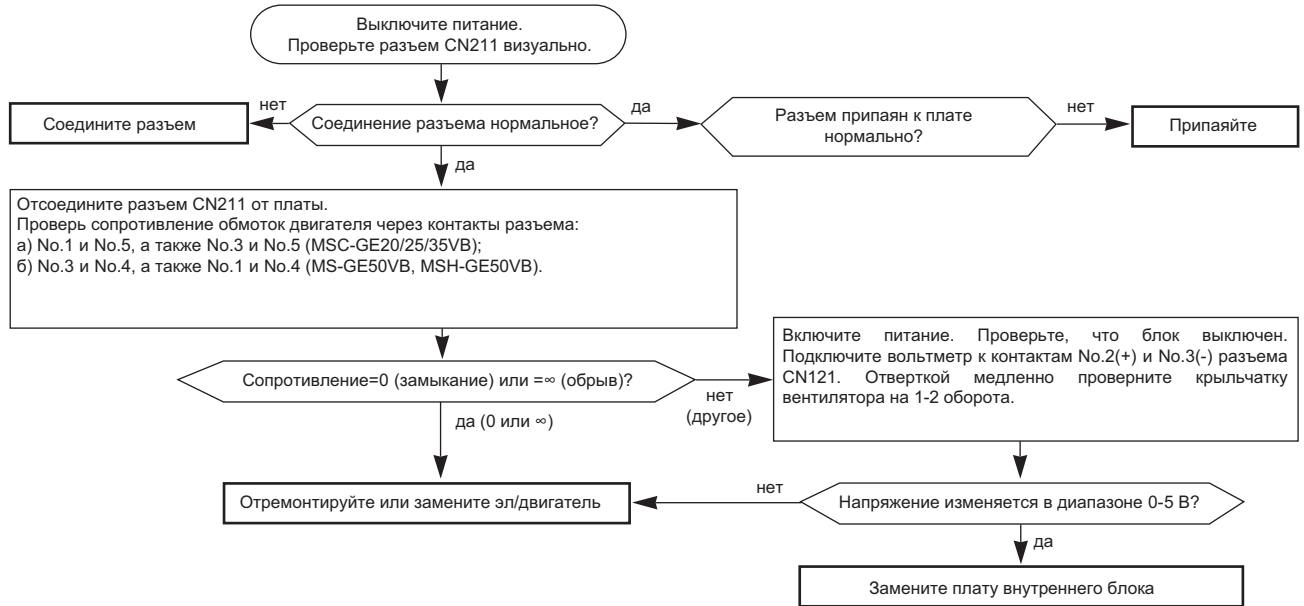 Выключите питание.
Проверьте разъем CN211 визуально.
нет
да
нет
Соедините разъем
Соединение разъема нормальное?
Разъем припаян к плате
нормально?
Припаяйте
да
Отсоедините разъем CN211 от платы.
Проверь сопротивление обмоток двигателя через контакты разъема:
а) No.1 и No.5, а также No.3 и No.5 (MSC-GE20/25/35VB);
б) No.3 и No.4, а также No.1 и No.4 (MS-GE50VB, MSH-GE50VB).
Включите питание. Проверьте, что блок выключен.
Подключите вольтметр к контактам No.2(+) и No.3(-) разъема
CN121. Отверткой медленно проверните крыльчатку
вентилятора на 1-2 оборота.
Сопротивление=0 (замыкание) или =∞ (обрыв)?
нет
(другое)
да (0 или ∞)
Отремонтируйте или замените эл/двигатель
нет
Напряжение изменяется в диапазоне 0-5 В?
да
Замените плату внутреннего блока